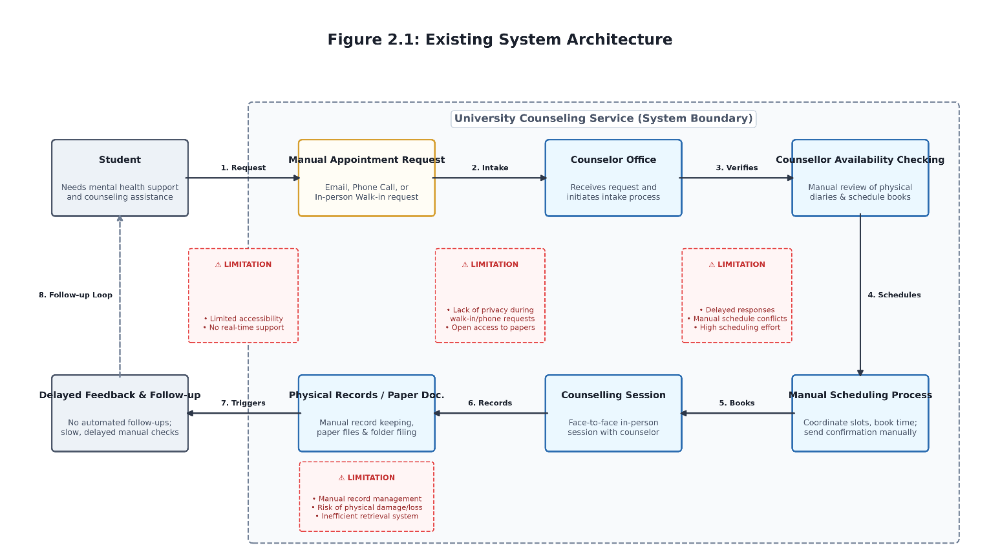 Figure 2.1: Existing System Architecture
University Counseling Service (System Boundary)
Student
Needs mental health support
and counseling assistance
1. Request
Manual Appointment Request
Email, Phone Call, or
In-person Walk-in request
2. Intake
Counselor Office
Receives request and
initiates intake process
3. Verifies
Counsellor Availability Checking
Manual review of physical
diaries & schedule books
⚠ LIMITATION
• Limited accessibility
• No real-time support
⚠ LIMITATION
• Lack of privacy during
walk-in/phone requests
• Open access to papers
⚠ LIMITATION
• Delayed responses
• Manual schedule conflicts
• High scheduling effort
8. Follow-up Loop
4. Schedules
Delayed Feedback & Follow-up
No automated follow-ups;
slow, delayed manual checks
7. Triggers
Physical Records / Paper Doc.
Manual record keeping,
paper files & folder filing
6. Records
Counselling Session
Face-to-face in-person
session with counselor
5. Books
Manual Scheduling Process
Coordinate slots, book time;
send confirmation manually
⚠ LIMITATION
• Manual record management
• Risk of physical damage/loss
• Inefficient retrieval system